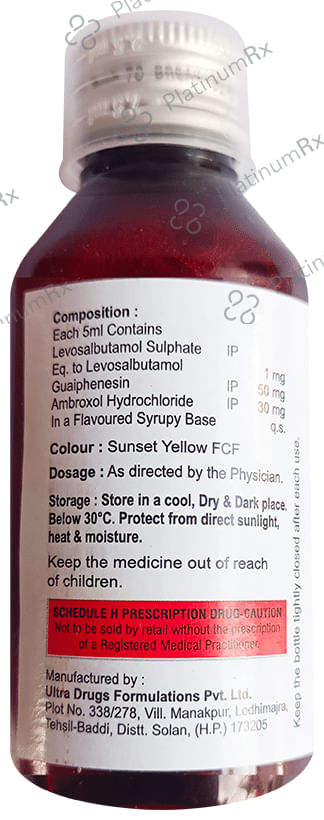 PlatinumRx
TO BREAK
Composition :
Each 5ml Contains
Levosalbutamol Sulphate IP
Eq. to Levosalbutamol 1 mg
Guaiphenesin IP 50 mg
Ambroxol Hydrochloride IP 30 mg
In a Flavoured Syrupy Base q.s.
Colour : Sunset Yellow FCF
Dosage : As directed by the Physician.
Storage : Store in a cool, Dry & Dark place.
Below 30°C. Protect from direct sunlight,
heat & moisture.
Keep the medicine out of reach
of children.
SCHEDULE H PRESCRIPTION DRUG-CAUTION
Not to be sold by retail without the prescription
of a Registered Medical Practitioner.
Manufactured by :
Ultra Drugs Formulations Pvt. Ltd.
Plot No. 338/278, Vill. Manakpur, Lodhimajra,
Tehsil-Baddi, Distt. Solan, (H.P.) 173205
Keep the bottle tightly closed after each use.